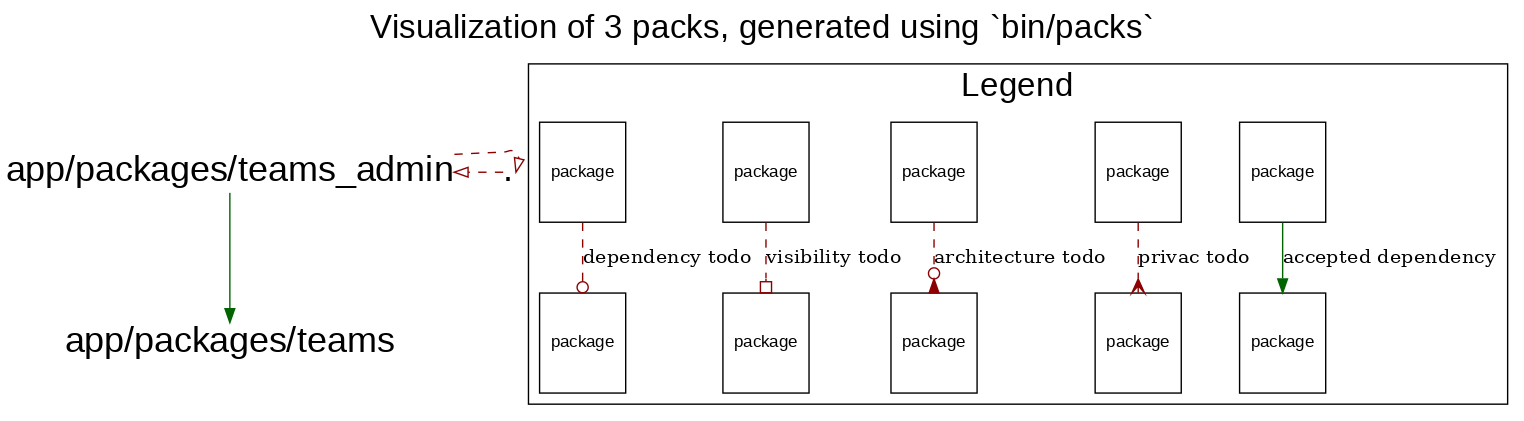 Visualization of 3 packs, generated using `bin/packs`
Legend
app/packages/teams_admin
.
package
package
package
package
package
dependency todo
visibility todo
architecture todo
privac todo
accepted dependency
app/packages/teams
package
package
package
package
package